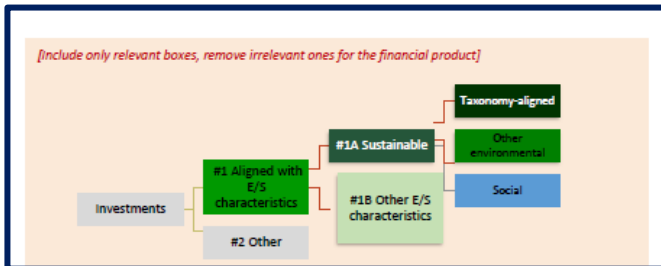 [Include only relevant boxes, remove irrelevant ones for the financial product]
Taxonomy-aligned
#1A Sustainable
Other
environmental
#1 Aligned with
E/S
characteristics
#1B Other E/S
characteristics
Social
Investments
#2 Other